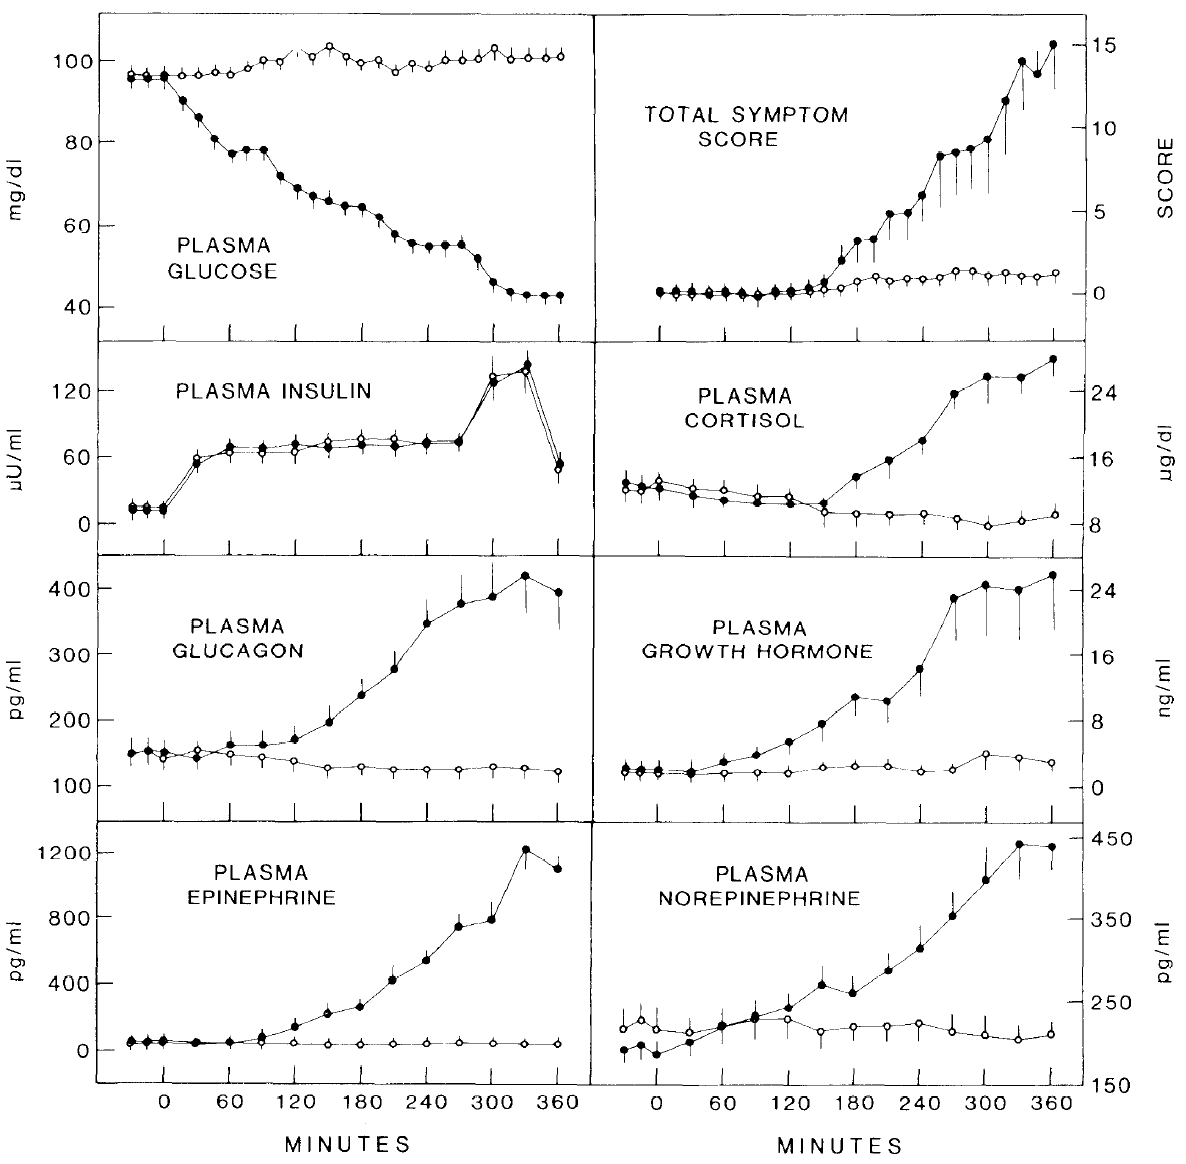 100
80
60
40
mg/dl
PLASMA
GLUCOSE
TOTAL SYMPTOM
SCORE
15
10
5
0
SCORE
120
60
0
µU/ml
PLASMA INSULIN
PLASMA
CORTISOL
24
16
8
µg/dl
400
300
200
100
pg/ml
PLASMA
GLUCAGON
PLASMA
GROWTH HORMONE
24
16
8
0
ng/ml
1200
800
400
0
pg/ml
PLASMA
EPINEPHRINE
PLASMA
NOREPINEPHRINE
450
350
250
150
pg/ml
0 60 120 180 240 300 360
MINUTES
0 60 120 180 240 300 360
MINUTES